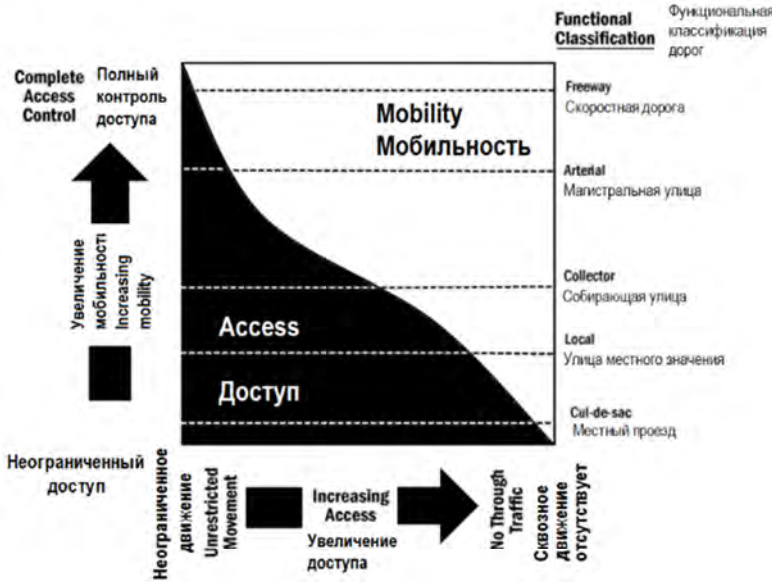 Functional
Classification
Функциональная
классификация
дорог
Complete
Access
Control
Полный
контроль
доступа
Freeway
Скоростная дорога
Mobility
Мобильность
Arterial
Магистральная улица
Увеличение
мобильности
Increasing
mobility
Collector
Собирающая улица
Access
Доступ
Local
Улица местного значения
Cul-de-sac
Местный проезд
Неограниченный
доступ
Неограниченное
движение
Unrestricted
Movement
Increasing
Access
Увеличение
доступа
No Through
Traffic
Сквозное
движение
отсутствует